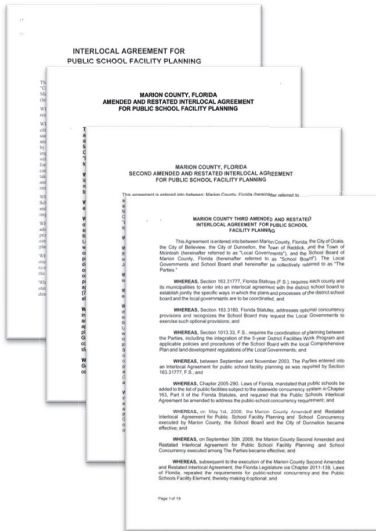 INTERLOCAL AGREEMENT FOR
PUBLIC SCHOOL FACILITY PLANNING
MARION COUNTY, FLORIDA
AMENDED AND RESTATED INTERLOCAL AGREEMENT
FOR PUBLIC SCHOOL FACILITY PLANNING
MARION COUNTY, FLORIDA
SECOND AMENDED AND RESTATED INTERLOCAL AGREEMENT
FOR PUBLIC SCHOOL FACILITY PLANNING
This agreement is entered into between Marion County, Florida (hereinafter referred to
MARION COUNTY THIRD AMENDED AND RESTATED
INTERLOCAL AGREEMENT FOR PUBLIC SCHOOL
FACILITY PLANNING
This Agreement is entered into between Marion County, Florida, the City of Ocala,
the City of Belleview, the City of Dunnellon, the Town of Reddick, and the Town of
McIntosh (hereinafter referred to as "Local Governments"), and the School Board of
Marion County, Florida (hereinafter referred to as "School Board"). The Local
Governments and School Board shall hereinafter be collectively referred to as "The
Parties."
WHEREAS, Section 163.31777, Florida Statutes (F.S.), requires each county and
its municipalities to enter into an interlocal agreement with the district school board to
establish jointly the specific ways in which the plans and processes of the district school
board and the local governments are to be coordinated; and
WHEREAS, Section 163.3180, Florida Statutes, addresses optional concurrency
provisions and recognizes the School Board may request the Local Governments to
exercise such optional provisions; and
WHEREAS, Section 1013.33, F.S., requires the coordination of planning between
the Parties, including the integration of the 5-year District Facilities Work Program and
applicable policies and procedures of the School Board with the local Comprehensive
Plan and land development regulations of the Local Governments; and
WHEREAS, between September and November 2003, The Parties entered into
an Interlocal Agreement for public school facility planning as was required by Section
163.31777, F.S.; and
WHEREAS, Chapter 2005-290, Laws of Florida, mandated that public schools be
added to the list of public facilities subject to the statewide concurrency system in Chapter
163, Part II of the Florida Statutes, and required that the Public Schools Interlocal
Agreement be amended to address the public-school concurrency requirement; and
WHEREAS, on May 1st, 2008, the Marion County Amended and Restated
Interlocal Agreement for Public School Facility Planning and School Concurrency
executed by Marion County, the School Board and the City of Dunnellon became
effective; and
WHEREAS, on September 30th, 2008, the Marion County Second Amended and
Restated Interlocal Agreement for Public School Facility Planning and School
Concurrency executed among The Parties became effective; and
WHEREAS, subsequent to the execution of the Marion County Second Amended
and Restated Interlocal Agreement, the Florida Legislature via Chapter 2011-139, Laws
of Florida, repealed the requirements for public-school concurrency and the Public
Schools Facility Element, thereby making it optional; and
Page 1 of 19